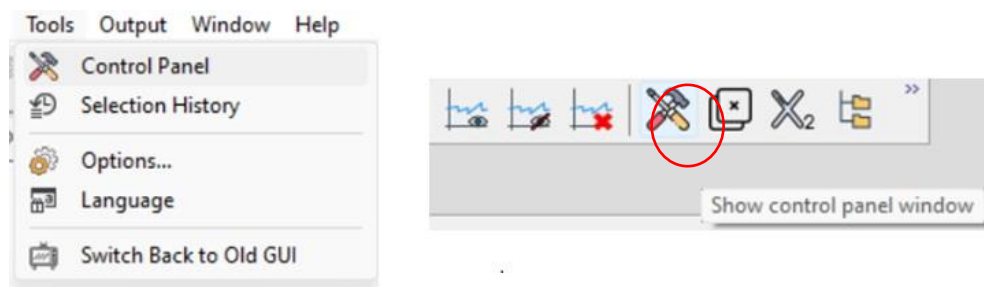 Tools Output Window Help
Control Panel
Selection History
Options...
Language
Switch Back to Old GUI
X₂
»
Show control panel window